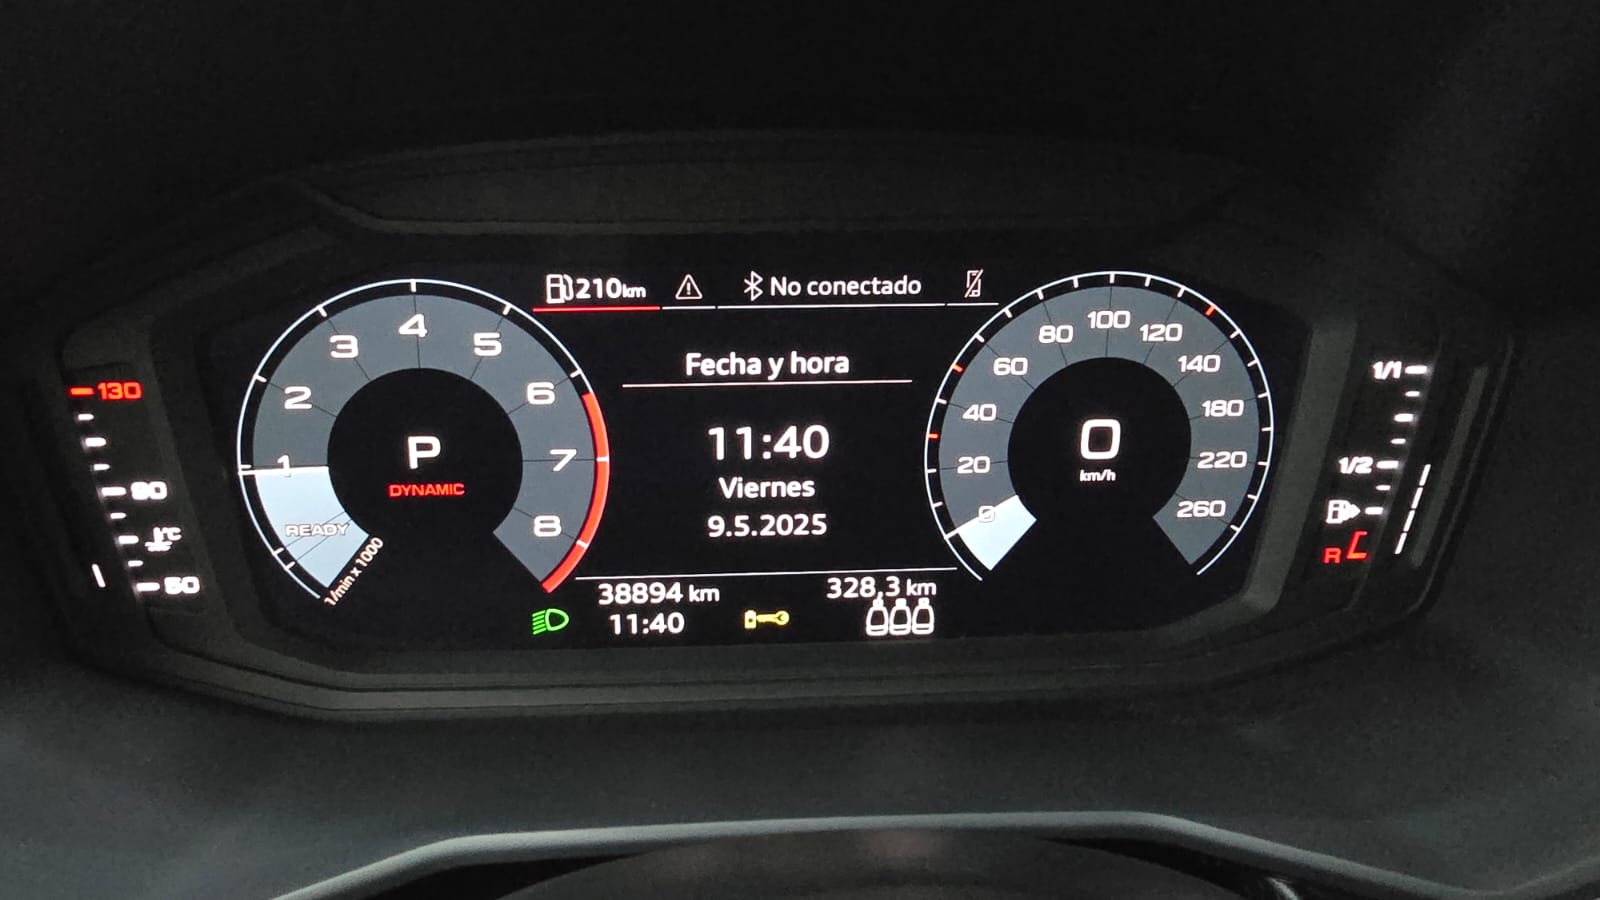 210km
No conectado
Fecha y hora
11:40
Viernes
9.5.2025
38894 km
328,3 km
11:40
1
2
3
4
5
6
7
8
READY
1/min x 1000
P
DYNAMIC
0
20
40
60
80
100
120
140
180
220
260
0
km/h
130
90
°C
50
1/1
1/2
R